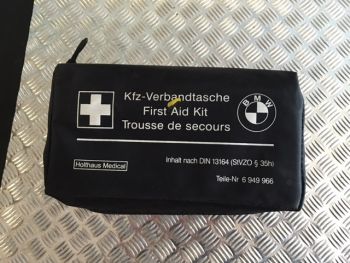 Kfz-Verbandtasche
First Aid Kit
Trousse de secours
BMW
Holthaus Medical
Inhalt nach DIN 13164 (StVZO § 35h)
Teile-Nr 6 949 966